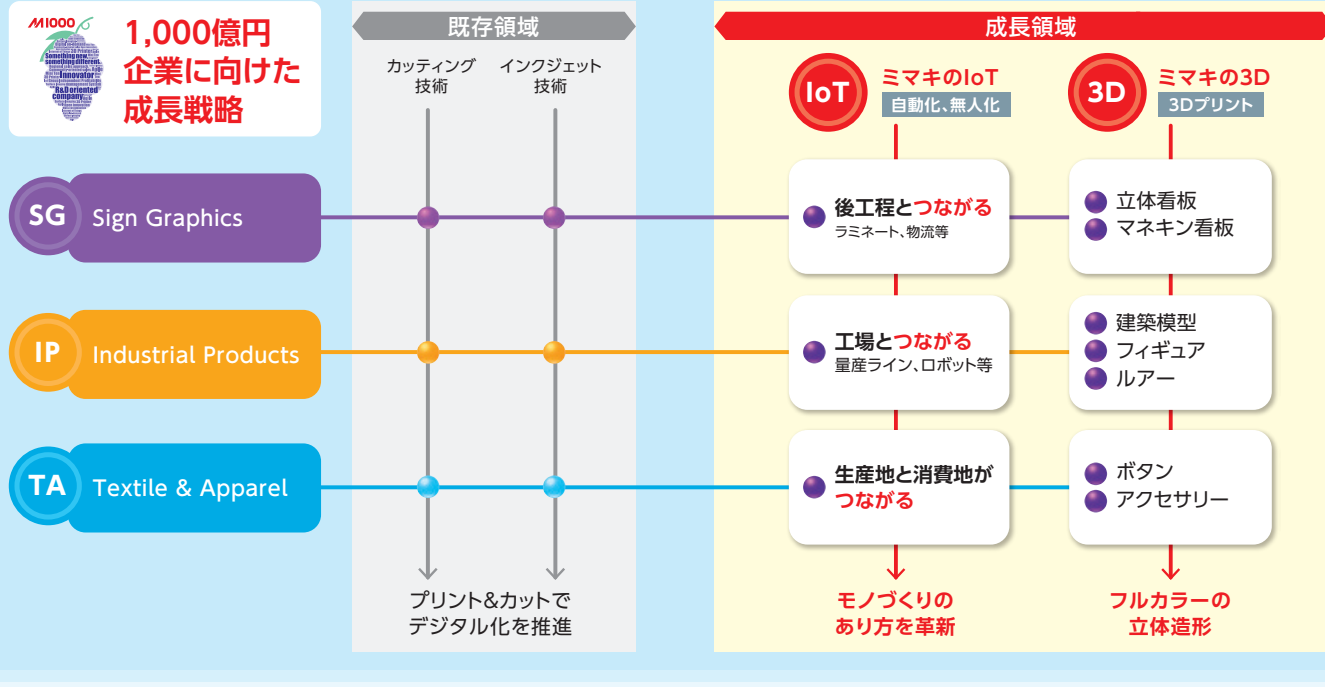 M1000
Something new,
something different.
Innovator
R&D oriented
company
1,000億円
企業に向けた
成長戦略
既存領域
カッティング
技術
インクジェット
技術
成長領域
IoT
ミマキのIoT
自動化、無人化
3D
ミマキの3D
3Dプリント
SG
Sign Graphics
後工程とつながる
ラミネート、物流等
立体看板
マネキン看板
IP
Industrial Products
工場とつながる
量産ライン、ロボット等
建築模型
フィギュア
ルアー
TA
Textile & Apparel
生産地と消費地が
つながる
ボタン
アクセサリー
プリント&カットで
デジタル化を推進
モノづくりの
あり方を革新
フルカラーの
立体造形